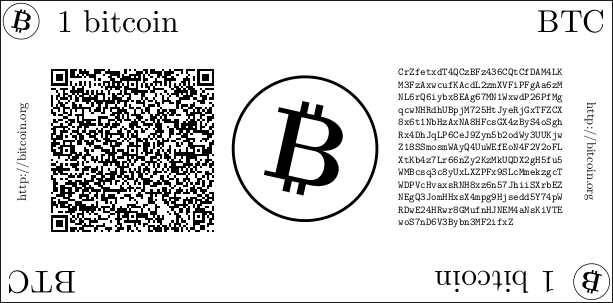 1 bitcoin
BTC
http://bitcoin.org
CrZfetxdT4QCzBFz436CQtCfDAM4LK
M3FzAxwcufKAcdL2zmXVFiPFgAa6zM
NL6rQ6iybx8EAg67MN1WxwdP26PfMg
qcwNHRdhUBpjM725HtJyeRjGxTFZCX
8x6t1NbHzAxNA8HFcsGX4zByS4oSgh
Rx4DhJqLP6CeJ9Zyn5b2odWy3UUKjw
Z18SSmosmWAyQ4UuWEfEoN4F2V2oFL
XtKb4z7Lr66nZy2KzMkUQDX2gH5fu5
WMBcsq3c8yUxLXZPFx9SLcMmekzgcT
WDPVcHvaxsRNH8xz6n57JhiiSXrbEZ
NEgQ3JomHHxsX4mpg9Hjsedd5Y74pW
RDwE24HRwr8GMufnHJNEM4aNsKiVTE
woS7nD6V3Bybn3MF2ifxZ
http://bitcoin.org
BTC
1 bitcoin